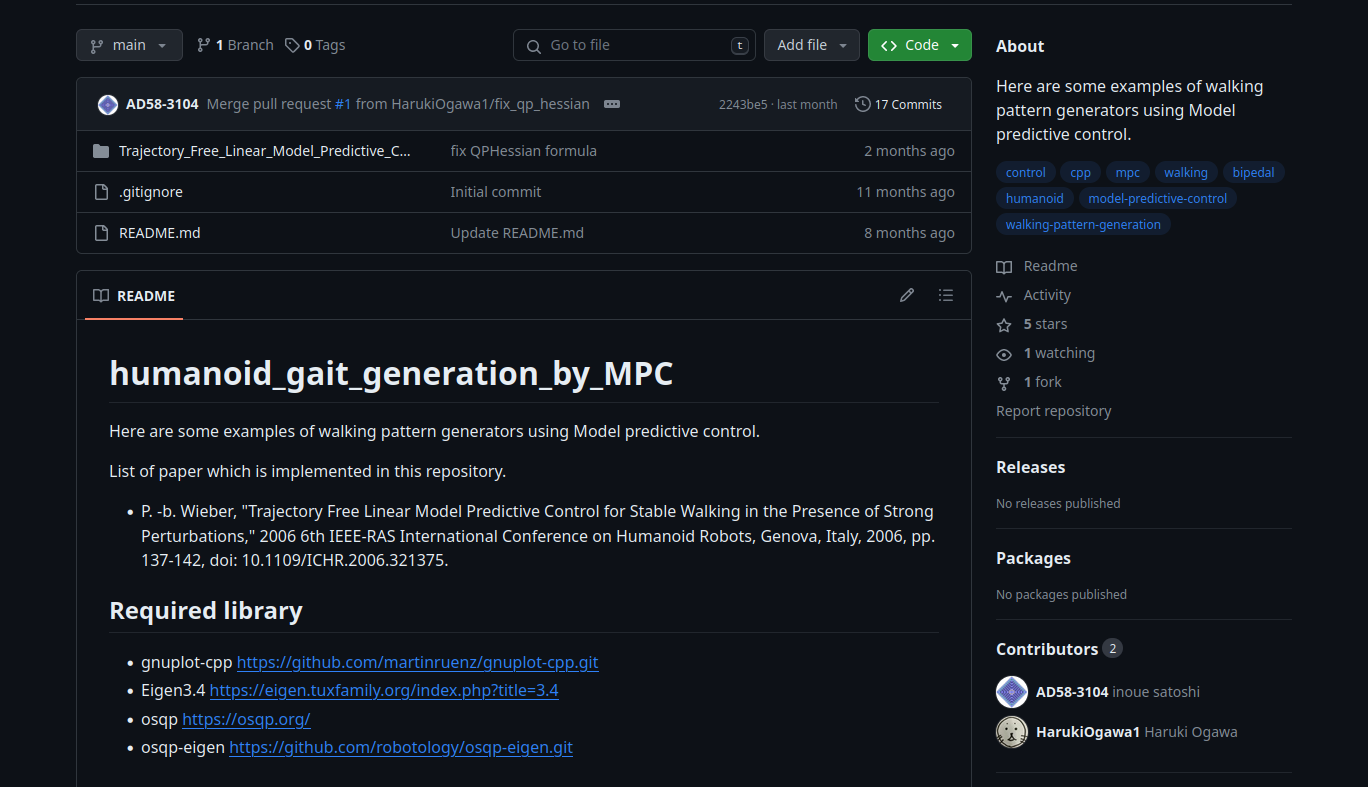 main
1 Branch
0 Tags
Go to file
t
Add file
Code
AD58-3104 Merge pull request #1 from HarukiOgawa1/fix_qp_hessian
2243be5 · last month
17 Commits
Trajectory_Free_Linear_Model_Predictive_C...
fix QPHessian formula
2 months ago
.gitignore
Initial commit
11 months ago
README.md
Update README.md
8 months ago
README
humanoid_gait_generation_by_MPC
Here are some examples of walking pattern generators using Model predictive control.
List of paper which is implemented in this repository.
• P. -b. Wieber, "Trajectory Free Linear Model Predictive Control for Stable Walking in the Presence of Strong
Perturbations," 2006 6th IEEE-RAS International Conference on Humanoid Robots, Genova, Italy, 2006, pp.
137-142, doi: 10.1109/ICHR.2006.321375.
Required library
• gnuplot-cpp https://github.com/martinruenz/gnuplot-cpp.git
• Eigen3.4 https://eigen.tuxfamily.org/index.php?title=3.4
• osqp https://osqp.org/
• osqp-eigen https://github.com/robotology/osqp-eigen.git
About
Here are some examples of walking
pattern generators using Model
predictive control.
control cpp mpc walking bipedal
humanoid model-predictive-control
walking-pattern-generation
Readme
Activity
5 stars
1 watching
1 fork
Report repository
Releases
No releases published
Packages
No packages published
Contributors 2
AD58-3104 inoue satoshi
HarukiOgawa1 Haruki Ogawa